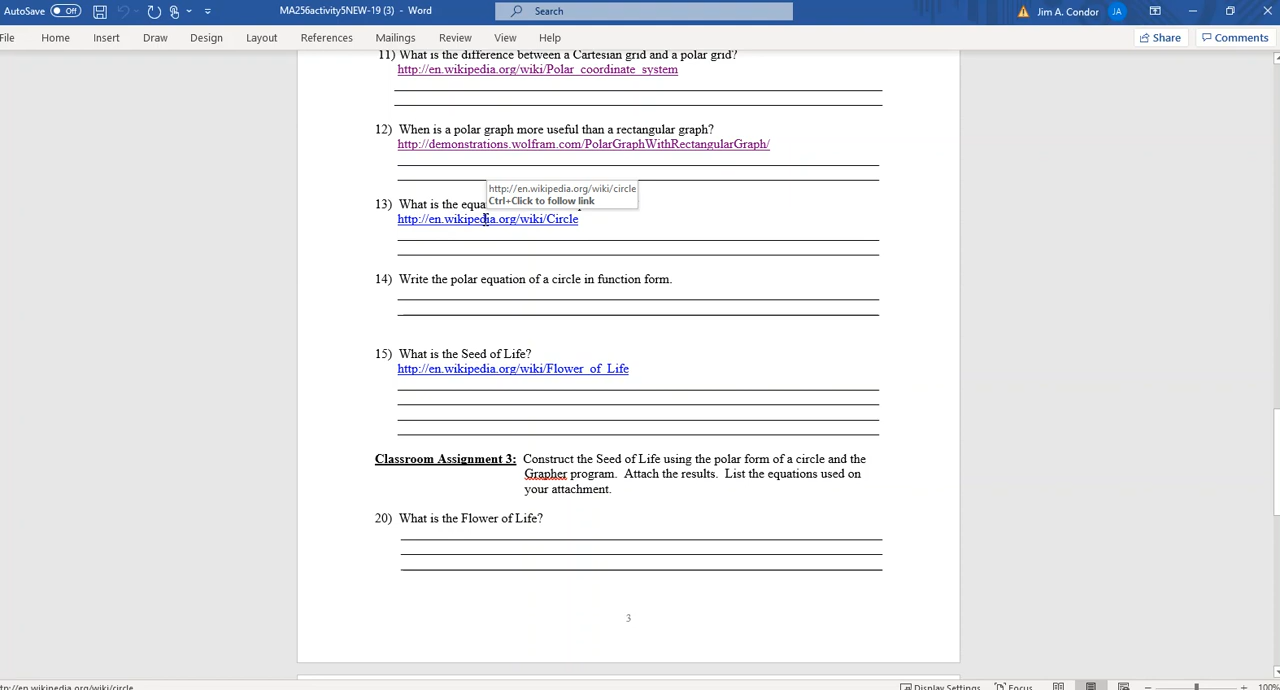 AutoSave Off MA256activity5NEW-19 (3) - Word Search Jim A. Condor JA
File Home Insert Draw Design Layout References Mailings Review View Help Share Comments
11) What is the difference between a Cartesian grid and a polar grid?
http://en.wikipedia.org/wiki/Polar_coordinate_system
12) When is a polar graph more useful than a rectangular graph?
http://demonstrations.wolfram.com/PolarGraphWithRectangularGraph/
http://en.wikipedia.org/wiki/circle
Ctrl+Click to follow link
13) What is the equa
http://en.wikipedia.org/wiki/Circle
14) Write the polar equation of a circle in function form.
15) What is the Seed of Life?
http://en.wikipedia.org/wiki/Flower_of_Life
Classroom Assignment 3: Construct the Seed of Life using the polar form of a circle and the
Grapher program. Attach the results. List the equations used on
your attachment.
20) What is the Flower of Life?
3
ttp://en.wikipedia.org/wiki/circle Display Settings Focus 100%